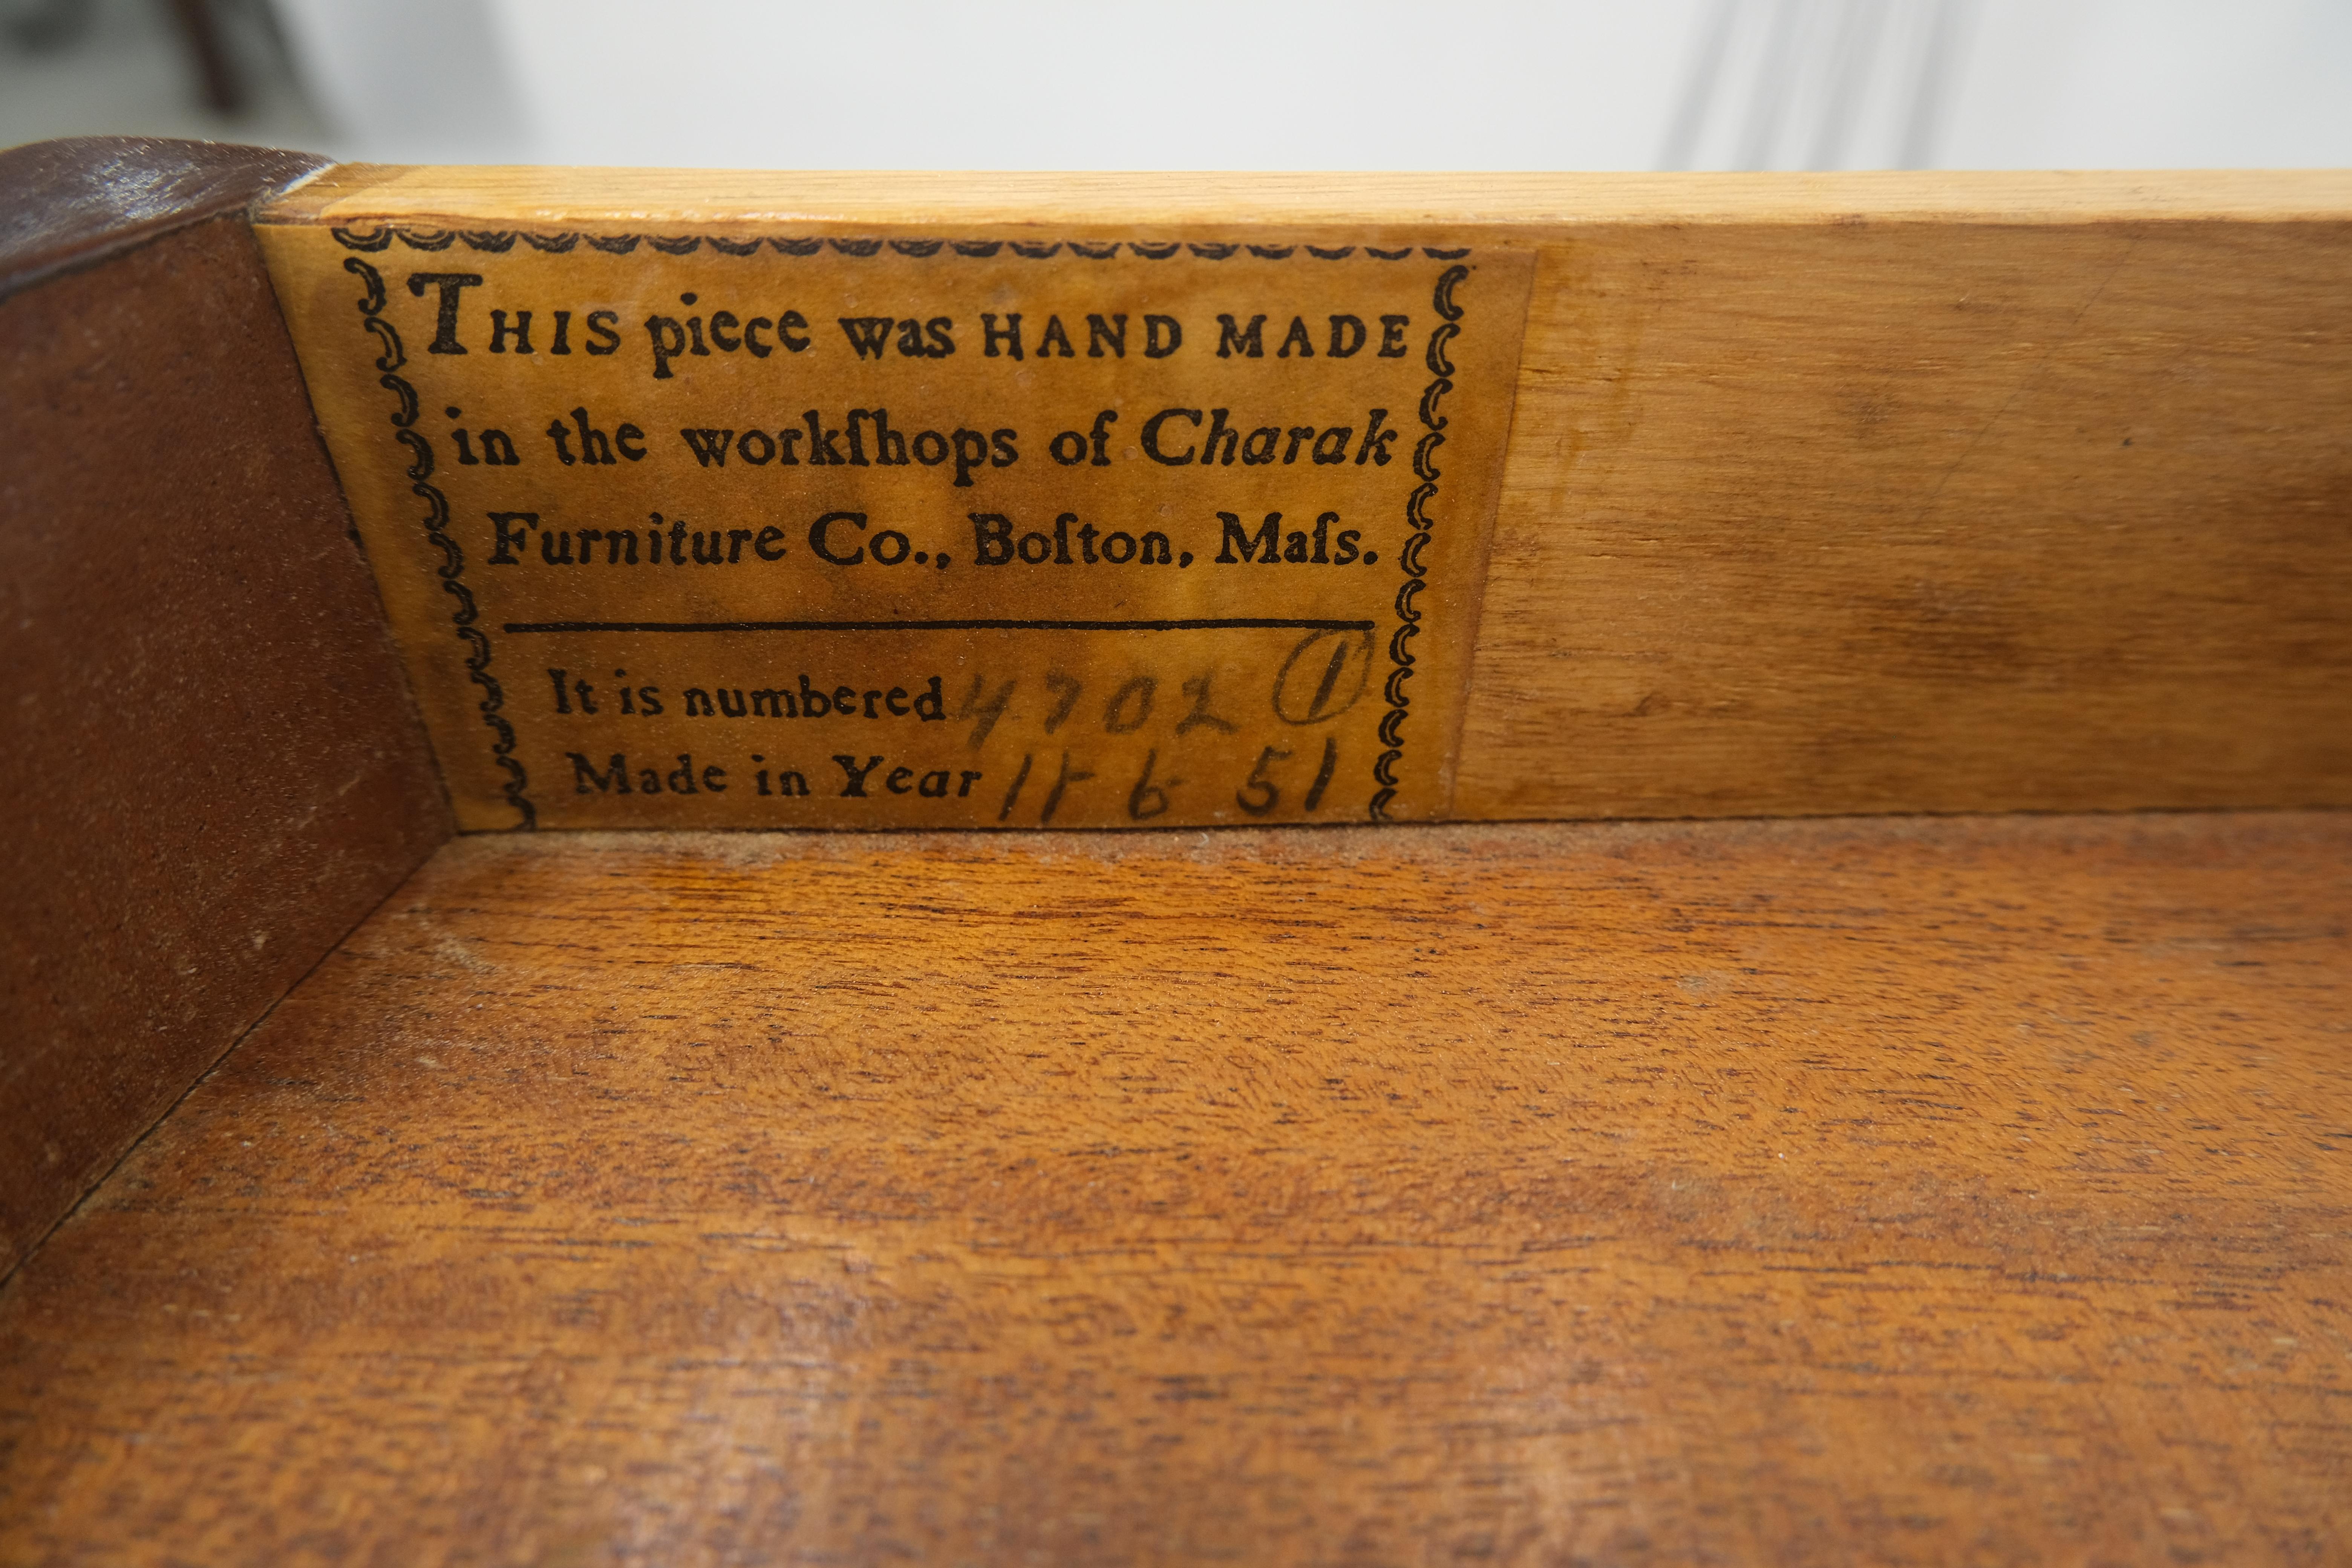 THIS piece was HAND MADE
in the workſhops of Charak
Furniture Co., Boſton, Maſs.
It is numbered 4702 1
Made in Year 6 51